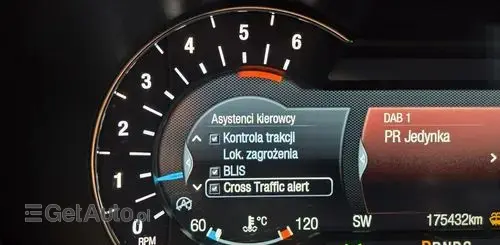 5
6
4
3
2
1
0
RPM
Asystenci kierowcy
Kontrola trakcji
Lok. zagrożenia
BLIS
Cross Traffic alert
60
°C
120
DAB 1
PR Jedynka
SW
175432km
GetAuto.pl